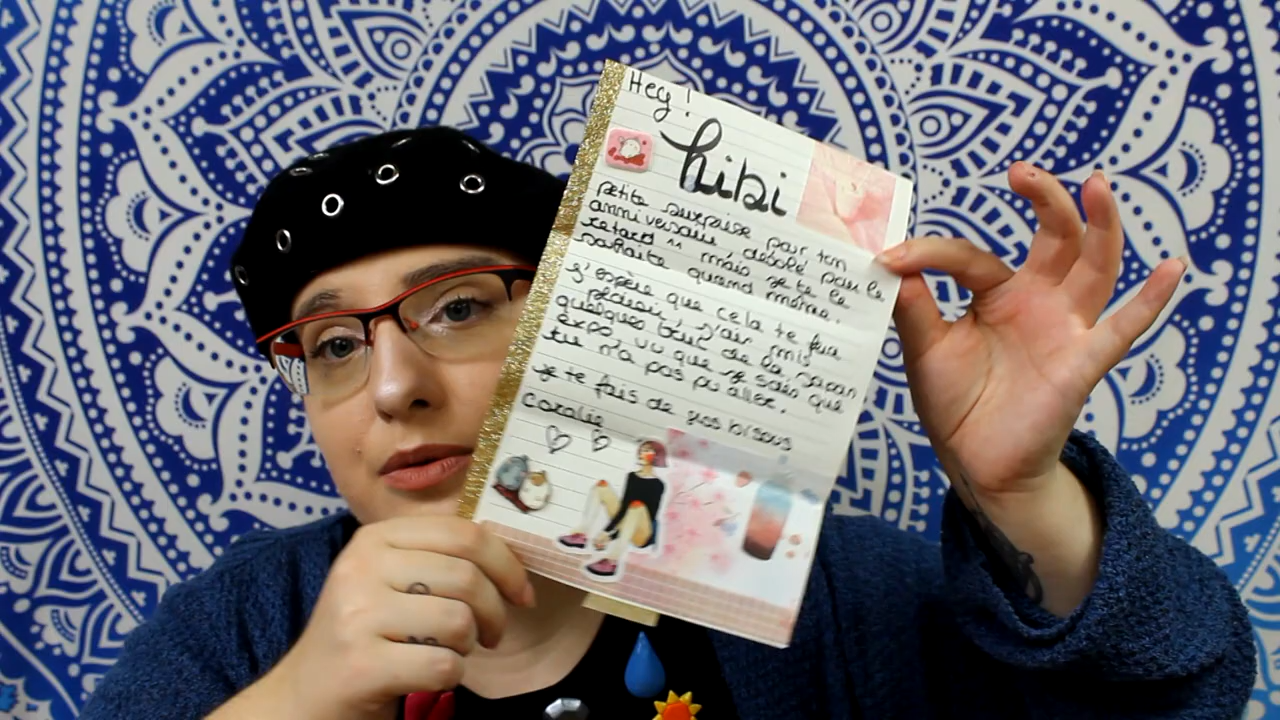 Hey !
hibi
petite surprise pour ton
anniversaire désolé pour le
retard ^^ mais je te le
souhaite quand même.
J'espère que cela te fera
plaisir, j'ai mis
quelques bout de la Japan
expo vu que je sais que
tu n'a pas pu aller.
je te fais de gros bisous
Coralie